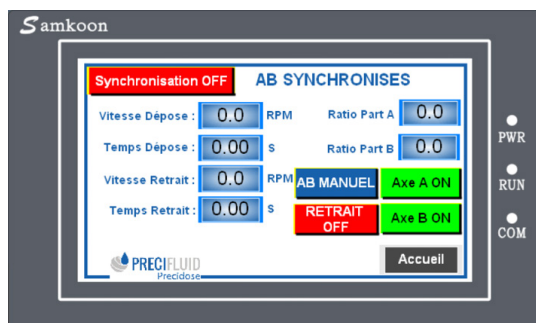 Samkoon
Synchronisation OFF
AB SYNCHRONISES
Vitesse Dépose : 0.0 RPM
Ratio Part A 0.0
Temps Dépose : 0.00 S
Ratio Part B 0.0
Vitesse Retrait : 0.0 RPM
AB MANUEL
Axe A ON
Temps Retrait : 0.00 S
RETRAIT
OFF
Axe B ON
PRECIFLUID
Precidose
Accueil
PWR
RUN
COM